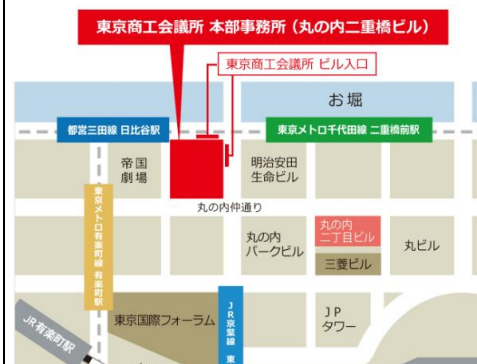 東京商工会議所 本部事務所（丸の内二重橋ビル）
東京商工会議所 ビル入口
お堀
都営三田線 日比谷駅
東京メトロ千代田線 二重橋前駅
帝国
劇場
明治安田
生命ビル
丸の内仲通り
東京メトロ有楽町線 有楽町駅
丸の内
パークビル
丸の内
二丁目ビル
三菱ビル
丸ビル
JR有楽町駅
東京国際フォーラム
JR京葉線 東
JP
タワー